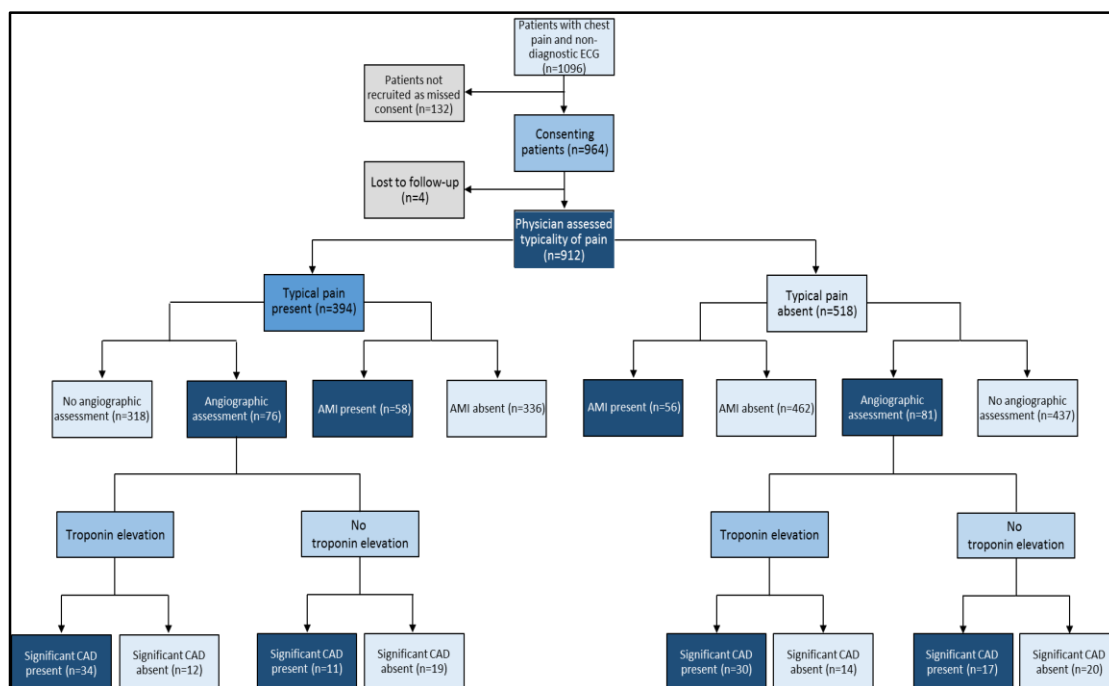 Patients with chest
pain and non-
diagnostic ECG
(n=1096)
Patients not
recruited as missed
consent (n=132)
Consenting
patients (n=964)
Lost to follow-up
(n=4)
Physician assessed
typicality of pain
(n=912)
Typical pain
present (n=394)
Typical pain
absent (n=518)
No angiographic
assessment (n=318)
Angiographic
assessment (n=76)
AMI present (n=58)
AMI absent (n=336)
AMI present (n=56)
AMI absent (n=462)
Angiographic
assessment (n=81)
No angiographic
assessment (n=437)
Troponin elevation
No
troponin elevation
Troponin elevation
No
troponin elevation
Significant CAD
present (n=34)
Significant CAD
absent (n=12)
Significant CAD
present (n=11)
Significant CAD
absent (n=19)
Significant CAD
present (n=30)
Significant CAD
absent (n=14)
Significant CAD
present (n=17)
Significant CAD
absent (n=20)